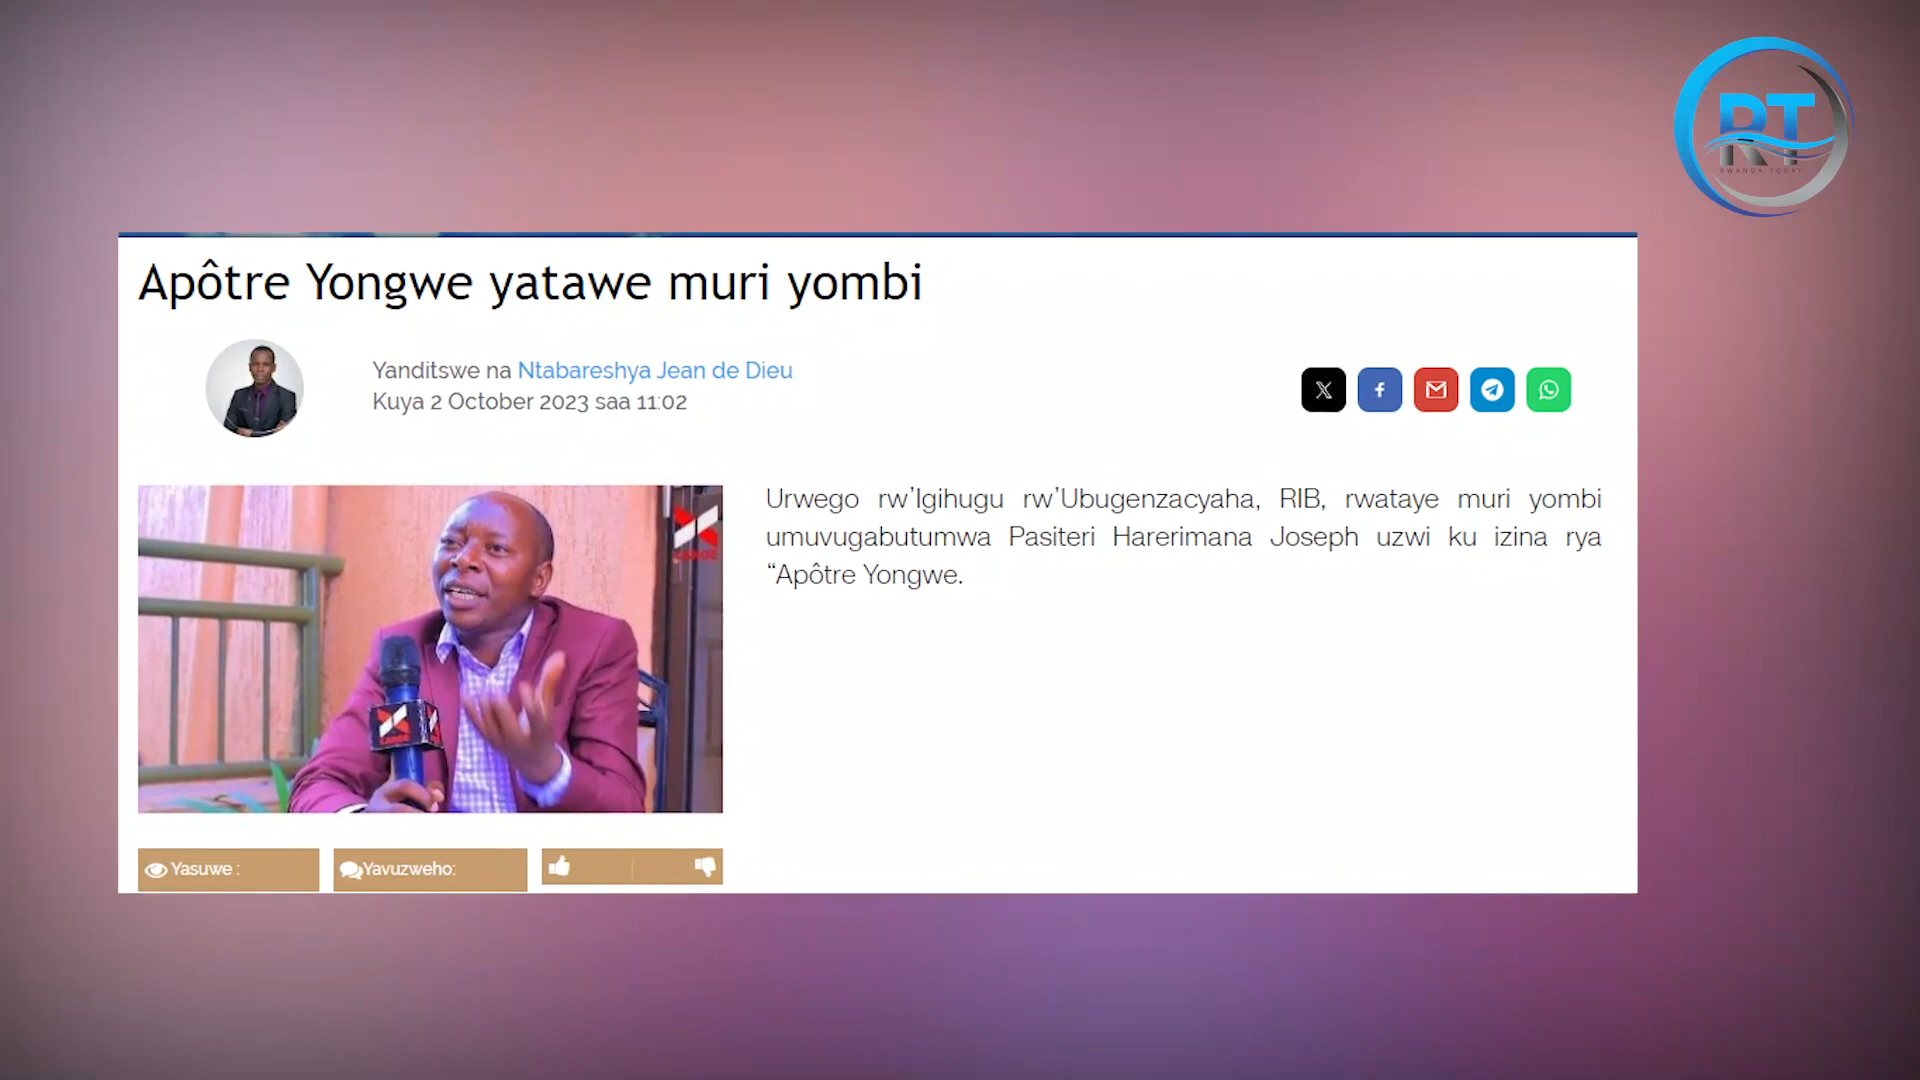 RT
RWANDA TODAY
Apôtre Yongwe yatawe muri yombi
Yanditswe na Ntabareshya Jean de Dieu
Kuya 2 October 2023 saa 11:02
Urwego rw'Igihugu rw'Ubugenzacyaha, RIB, rwataye muri yombi
umuvugabutumwa Pasiteri Harerimana Joseph uzwi ku izina rya
“Apôtre Yongwe.
Yasuwe :
Yavuzweho: